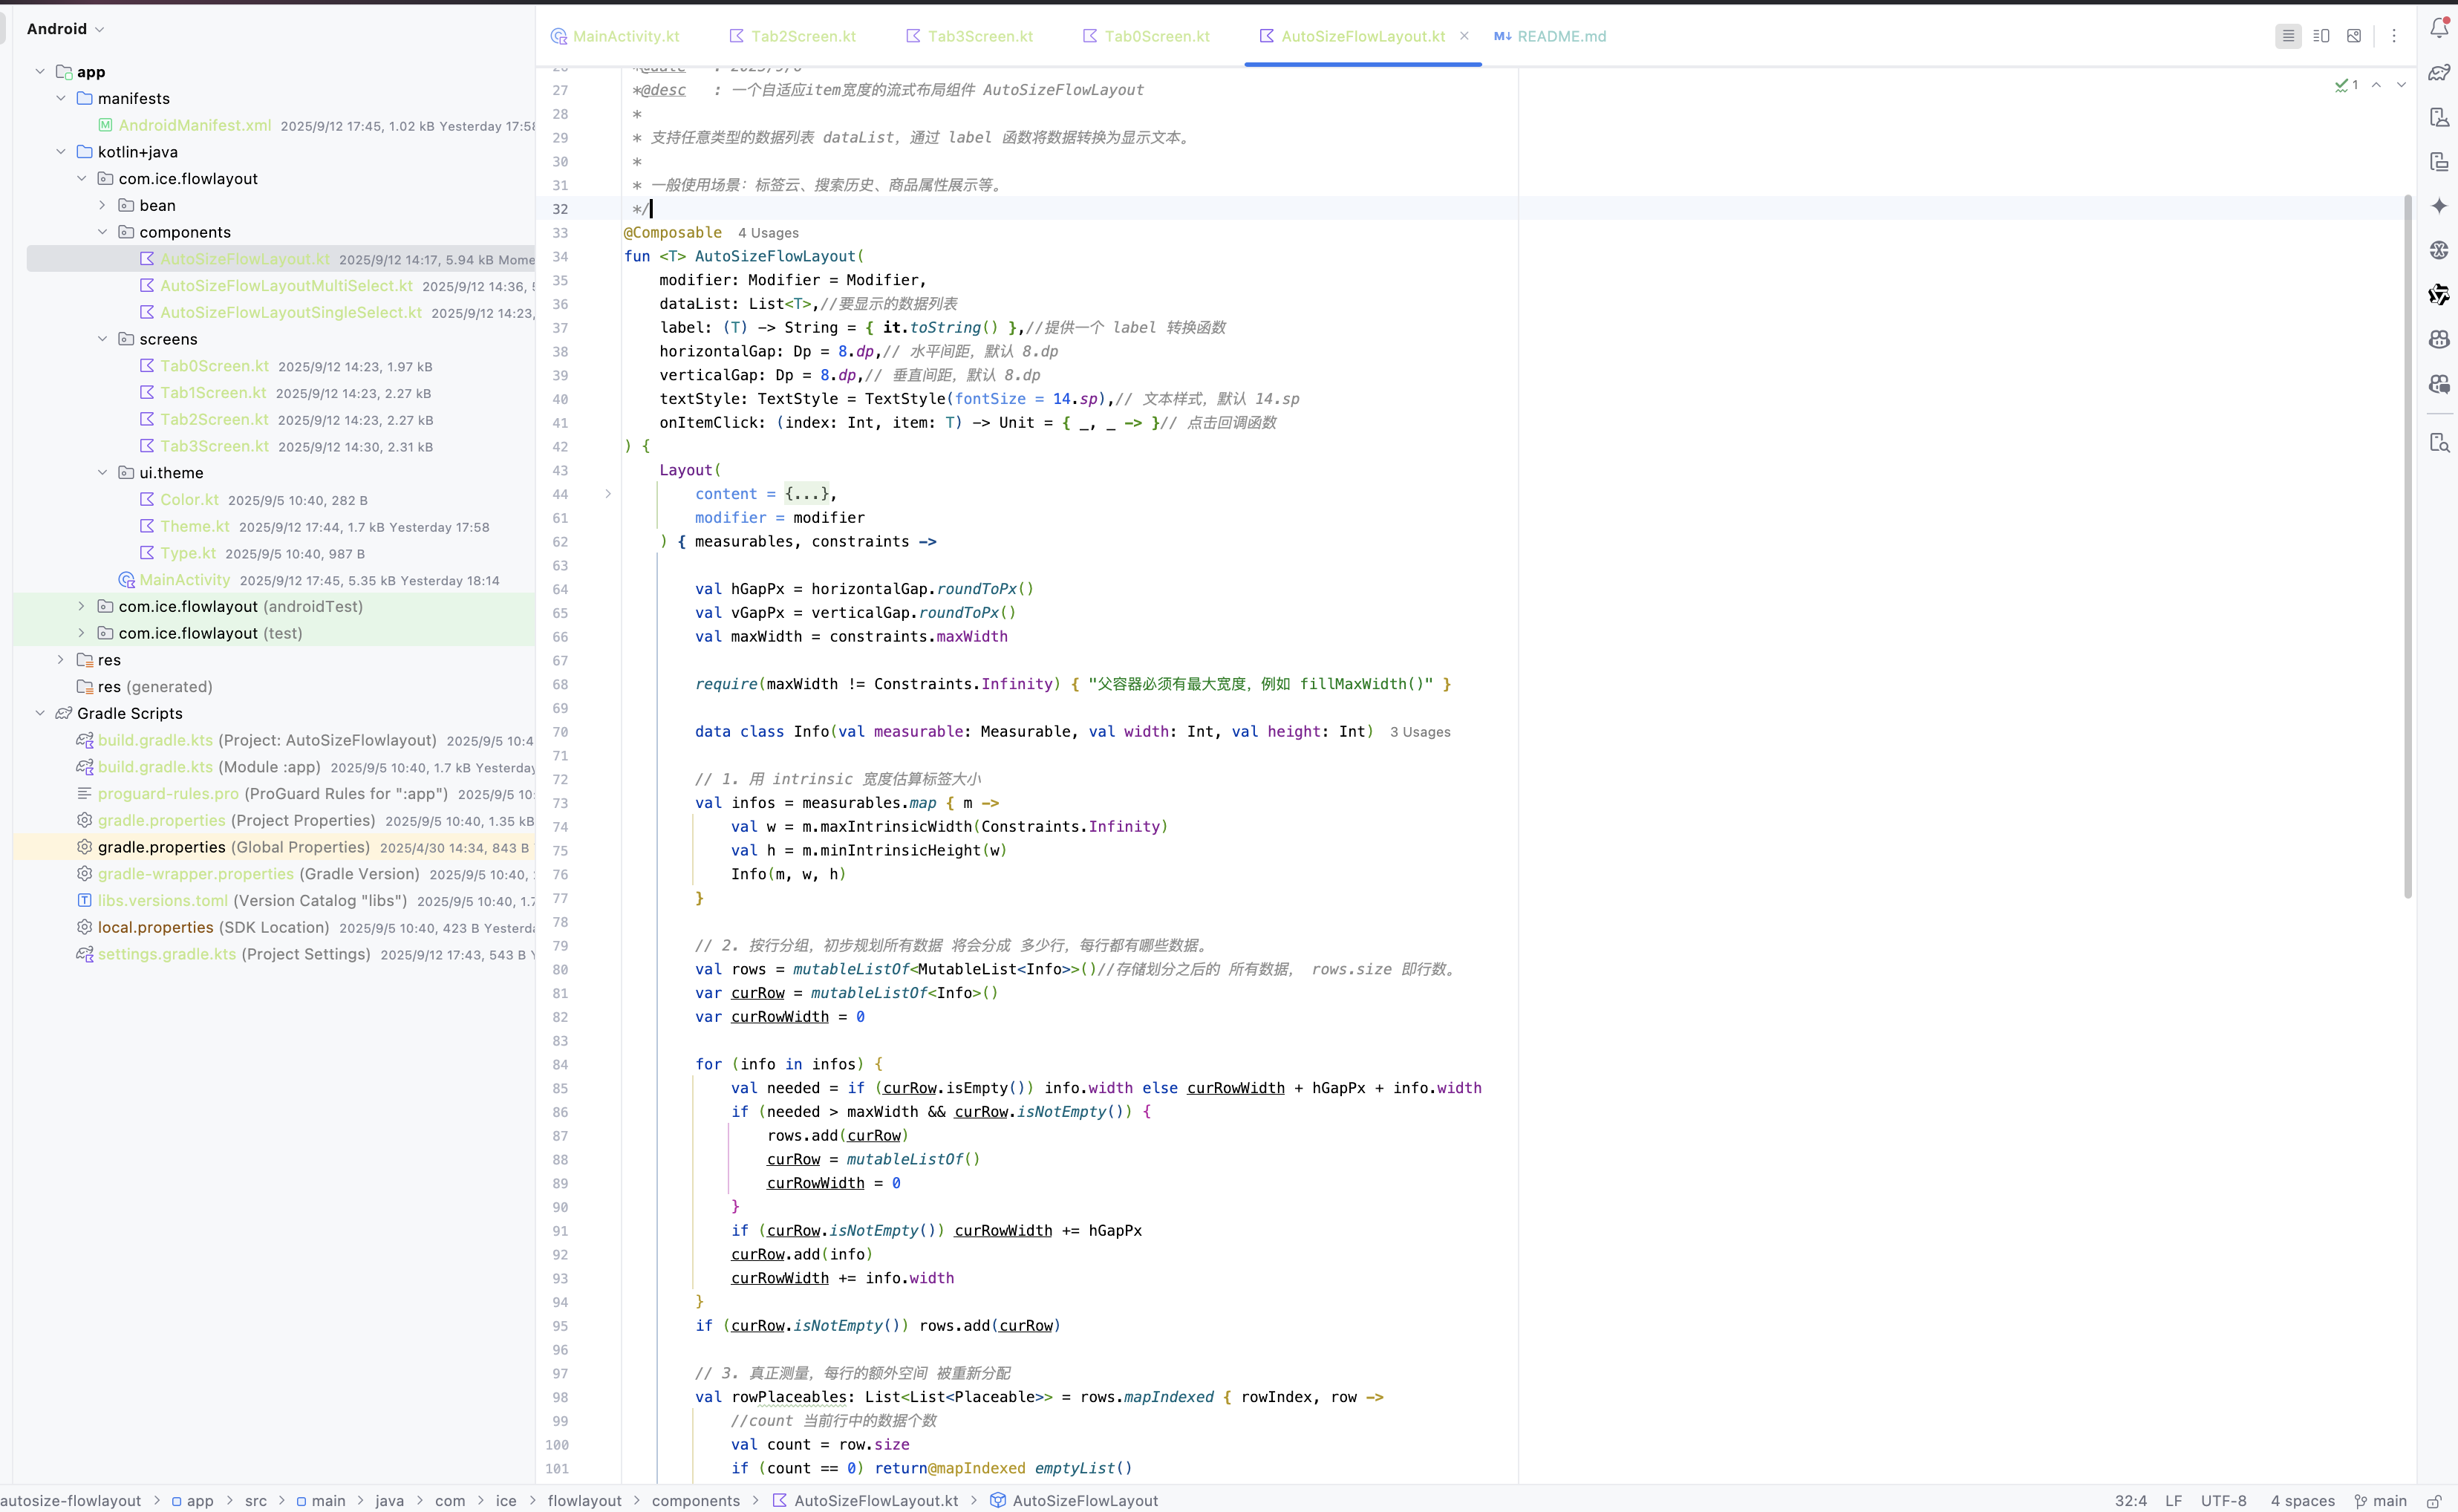 Android
app
manifests
AndroidManifest.xml 2025/9/12 17:45, 1.02 kB Yesterday 17:58
kotlin+java
com.ice.flowlayout
bean
components
AutoSizeFlowLayout.kt 2025/9/12 14:17, 5.94 kB Mome
AutoSizeFlowLayoutMultiSelect.kt 2025/9/12 14:36,
AutoSizeFlowLayoutSingleSelect.kt 2025/9/12 14:23,
screens
Tab0Screen.kt 2025/9/12 14:23, 1.97 kB
Tab1Screen.kt 2025/9/12 14:23, 2.27 kB
Tab2Screen.kt 2025/9/12 14:23, 2.27 kB
Tab3Screen.kt 2025/9/12 14:30, 2.31 kB
ui.theme
Color.kt 2025/9/5 10:40, 282 B
Theme.kt 2025/9/12 17:44, 1.7 kB Yesterday 17:58
Type.kt 2025/9/5 10:40, 987 B
MainActivity 2025/9/12 17:45, 5.35 kB Yesterday 18:14
com.ice.flowlayout (androidTest)
com.ice.flowlayout (test)
res
res (generated)
Gradle Scripts
build.gradle.kts (Project: AutoSizeFlowlayout) 2025/9/5 10:4
build.gradle.kts (Module :app) 2025/9/5 10:40, 1.7 kB Yesterday
proguard-rules.pro (ProGuard Rules for ":app") 2025/9/5 10:
gradle.properties (Project Properties) 2025/9/5 10:40, 1.35 kB
gradle.properties (Global Properties) 2025/4/30 14:34, 843 B
gradle-wrapper.properties (Gradle Version) 2025/9/5 10:40,
libs.versions.toml (Version Catalog "libs") 2025/9/5 10:40, 1.7
local.properties (SDK Location) 2025/9/5 10:40, 423 B Yesterda
settings.gradle.kts (Project Settings) 2025/9/12 17:43, 543 B Y
MainActivity.kt Tab2Screen.kt Tab3Screen.kt Tab0Screen.kt AutoSizeFlowLayout.kt M↓ README.md
1
27 *@desc : 一个自适应item宽度的流式布局组件 AutoSizeFlowLayout
28 *
29 * 支持任意类型的数据列表 dataList，通过 label 函数将数据转换为显示文本。
30 *
31 * 一般使用场景：标签云、搜索历史、商品属性展示等。
32 */
33 @Composable 4 Usages
34 fun <T> AutoSizeFlowLayout(
35 modifier: Modifier = Modifier,
36 dataList: List<T>,//要显示的数据列表
37 label: (T) -> String = { it.toString() },//提供一个 label 转换函数
38 horizontalGap: Dp = 8.dp,// 水平间距，默认 8.dp
39 verticalGap: Dp = 8.dp,// 垂直间距，默认 8.dp
40 textStyle: TextStyle = TextStyle(fontSize = 14.sp),// 文本样式，默认 14.sp
41 onItemClick: (index: Int, item: T) -> Unit = { _, _ -> }// 点击回调函数
42 ) {
43 Layout(
44 content = {...},
61 modifier = modifier
62 ) { measurables, constraints ->
63
64 val hGapPx = horizontalGap.roundToPx()
65 val vGapPx = verticalGap.roundToPx()
66 val maxWidth = constraints.maxWidth
67
68 require(maxWidth != Constraints.Infinity) { "父容器必须有最大宽度，例如 fillMaxWidth()" }
69
70 data class Info(val measurable: Measurable, val width: Int, val height: Int) 3 Usages
71
72 // 1. 用 intrinsic 宽度估算标签大小
73 val infos = measurables.map { m ->
74 val w = m.maxIntrinsicWidth(Constraints.Infinity)
75 val h = m.minIntrinsicHeight(w)
76 Info(m, w, h)
77 }
78
79 // 2. 按行分组，初步规划所有数据 将会分成 多少行，每行都有哪些数据。
80 val rows = mutableListOf<MutableList<Info>>()//存储划分之后的 所有数据， rows.size 即行数。
81 var curRow = mutableListOf<Info>()
82 var curRowWidth = 0
83
84 for (info in infos) {
85 val needed = if (curRow.isEmpty()) info.width else curRowWidth + hGapPx + info.width
86 if (needed > maxWidth && curRow.isNotEmpty()) {
87 rows.add(curRow)
88 curRow = mutableListOf()
89 curRowWidth = 0
90 }
91 if (curRow.isNotEmpty()) curRowWidth += hGapPx
92 curRow.add(info)
93 curRowWidth += info.width
94 }
95 if (curRow.isNotEmpty()) rows.add(curRow)
96
97 // 3. 真正测量，每行的额外空间 被重新分配
98 val rowPlaceables: List<List<Placeable>> = rows.mapIndexed { rowIndex, row ->
99 //count 当前行中的数据个数
100 val count = row.size
101 if (count == 0) return@mapIndexed emptyList()
autosize-flowlayout > app > src > main > java > com > ice > flowlayout > components > AutoSizeFlowLayout.kt > AutoSizeFlowLayout 32:4 LF UTF-8 4 spaces main